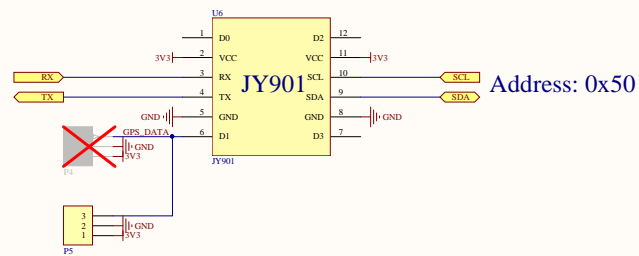 U6
1 D0 D2 12
3V3 2 VCC VCC 11 3V3
RX 3 RX SCL 10 SCL
TX 4 TX SDA 9 SDA
JY901
Address: 0x50
GND 5 GND GND 8 GND
GPS_DATA 6 D1 D3 7
JY901
GND
3V3
P4
3
2 GND
1 3V3
P5